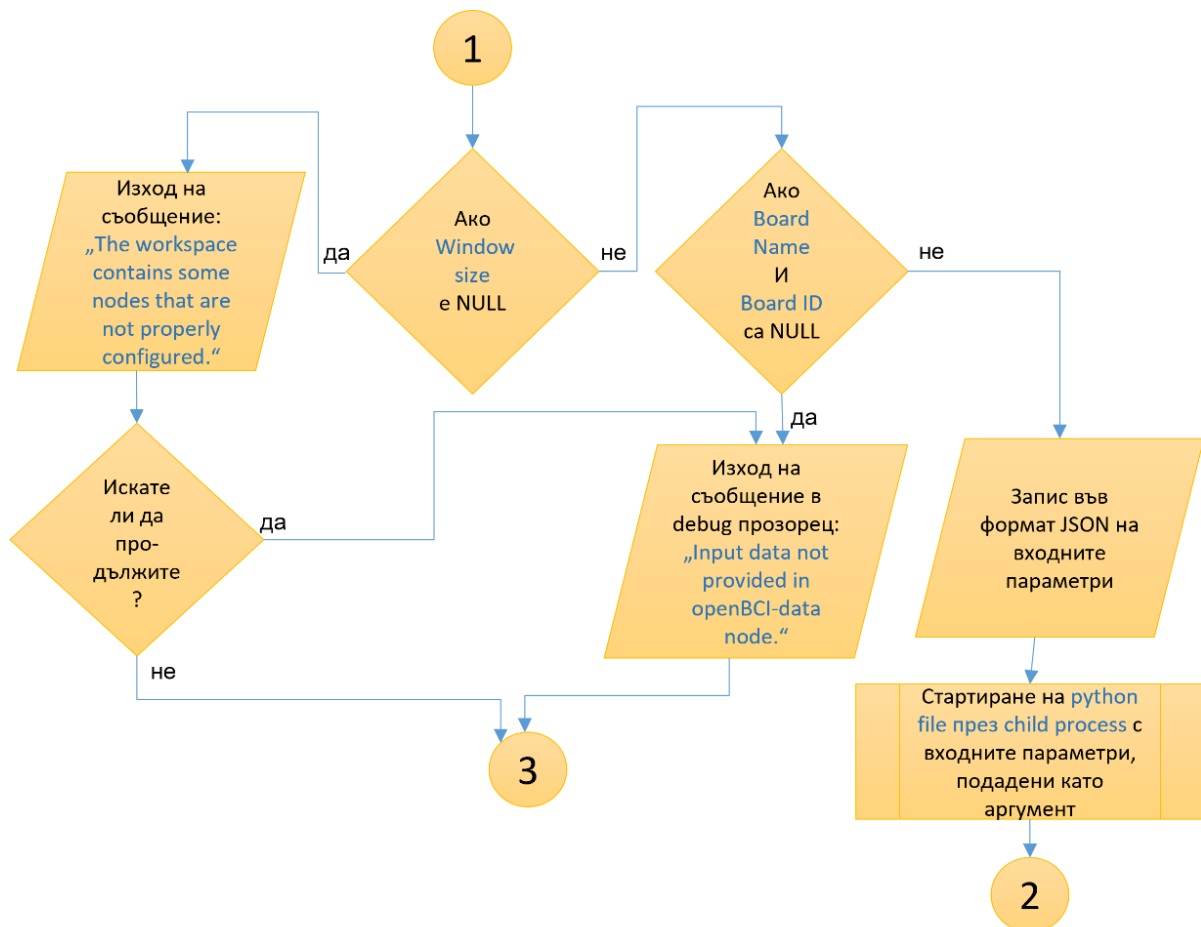 1
Изход на
съобщение:
„The workspace
contains some
nodes that are
not properly
configured.“
да
Ако
Window
size
е NULL
не
Ако
Board
Name
И
Board ID
са NULL
не
да
Искате
ли да
про-
дължите
?
да
не
Изход на
съобщение в
debug прозорец:
„Input data not
provided in
openBCI-data
node.“
Запис във
формат JSON на
входните
параметри
3
Стартиране на python
file през child process с
входните параметри,
подадени като
аргумент
2